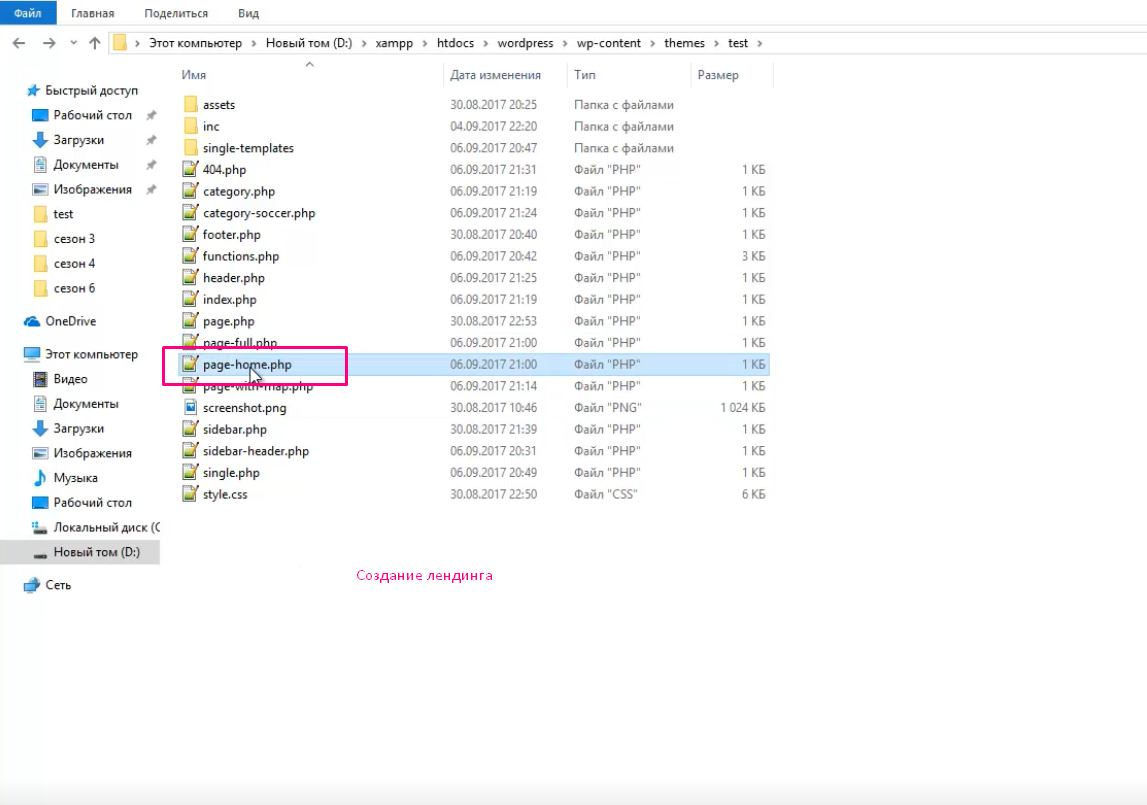 Файл Главная Поделиться Вид
Этот компьютер > Новый том (D:) > xampp > htdocs > wordpress > wp-content > themes > test >
Имя Дата изменения Тип Размер
Быстрый доступ
Рабочий стол
Загрузки
Документы
Изображения
test
сезон 3
сезон 4
сезон 6
OneDrive
Этот компьютер
Видео
Документы
Загрузки
Изображения
Музыка
Рабочий стол
Локальный диск (C
Новый том (D:)
Сеть
assets 30.08.2017 20:25 Папка с файлами
inc 04.09.2017 22:20 Папка с файлами
single-templates 06.09.2017 20:47 Папка с файлами
404.php 06.09.2017 21:31 Файл "PHP" 1 КБ
category.php 06.09.2017 21:19 Файл "PHP" 1 КБ
category-soccer.php 06.09.2017 21:24 Файл "PHP" 1 КБ
footer.php 30.08.2017 20:40 Файл "PHP" 1 КБ
functions.php 06.09.2017 20:42 Файл "PHP" 3 КБ
header.php 06.09.2017 21:25 Файл "PHP" 1 КБ
index.php 06.09.2017 21:19 Файл "PHP" 1 КБ
page.php 30.08.2017 22:53 Файл "PHP" 1 КБ
page-full.php 06.09.2017 21:00 Файл "PHP" 1 КБ
page-home.php 06.09.2017 21:00 Файл "PHP" 1 КБ
page-with-map.php 06.09.2017 21:14 Файл "PHP" 1 КБ
screenshot.png 30.08.2017 10:46 Файл "PNG" 1 024 КБ
sidebar.php 30.08.2017 21:39 Файл "PHP" 1 КБ
sidebar-header.php 06.09.2017 20:31 Файл "PHP" 1 КБ
single.php 06.09.2017 20:49 Файл "PHP" 1 КБ
style.css 30.08.2017 22:50 Файл "CSS" 6 КБ
Создание лендинга